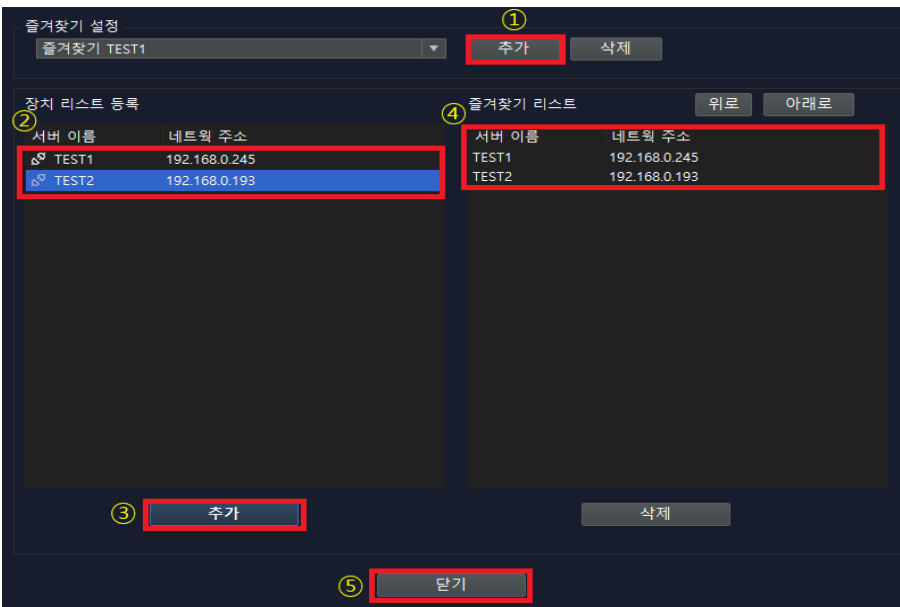 ①
즐겨찾기 설정
즐겨찾기 TEST1
추가
삭제
장치 리스트 등록
②
서버 이름 네트웍 주소
TEST1 192.168.0.245
TEST2 192.168.0.193
③
추가
④
즐겨찾기 리스트
위로
아래로
서버 이름 네트웍 주소
TEST1 192.168.0.245
TEST2 192.168.0.193
삭제
⑤
닫기